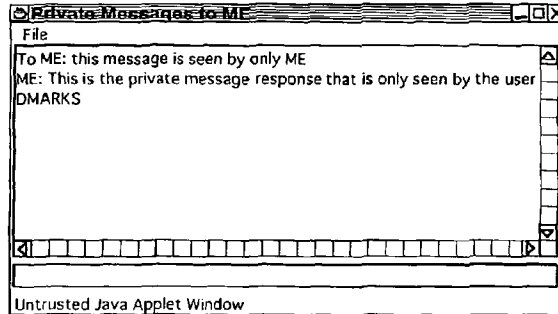 Private Messages to ME
File
To ME: this message is seen by only ME
ME: This is the private message response that is only seen by the user
DMARKS
Untrusted Java Applet Window